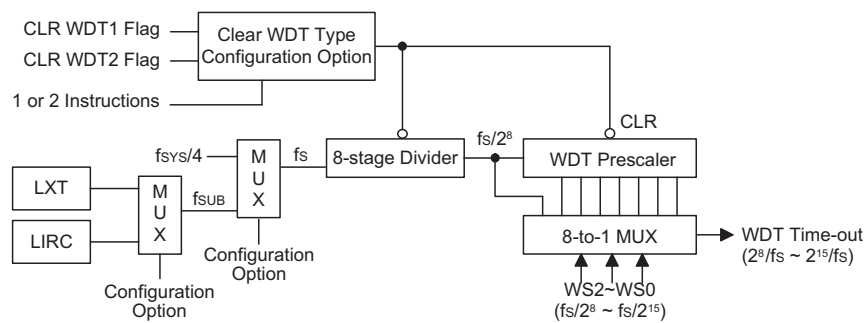 CLR WDT1 Flag
CLR WDT2 Flag
1 or 2 Instructions
Clear WDT Type
Configuration Option
CLR
fSYS/4
fS
8-stage Divider
fS/2⁸
WDT Prescaler
LXT
LIRC
M
U
X
fSUB
M
U
X
Configuration
Option
Configuration
Option
8-to-1 MUX
WDT Time-out
(2⁸/fS ~ 2¹⁵/fS)
WS2~WS0
(fS/2⁸ ~ fS/2¹⁵)